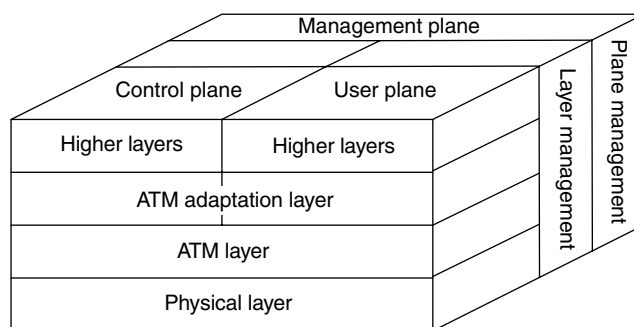 Management plane
Control plane
User plane
Higher layers
Higher layers
ATM adaptation layer
ATM layer
Physical layer
Layer management
Plane management